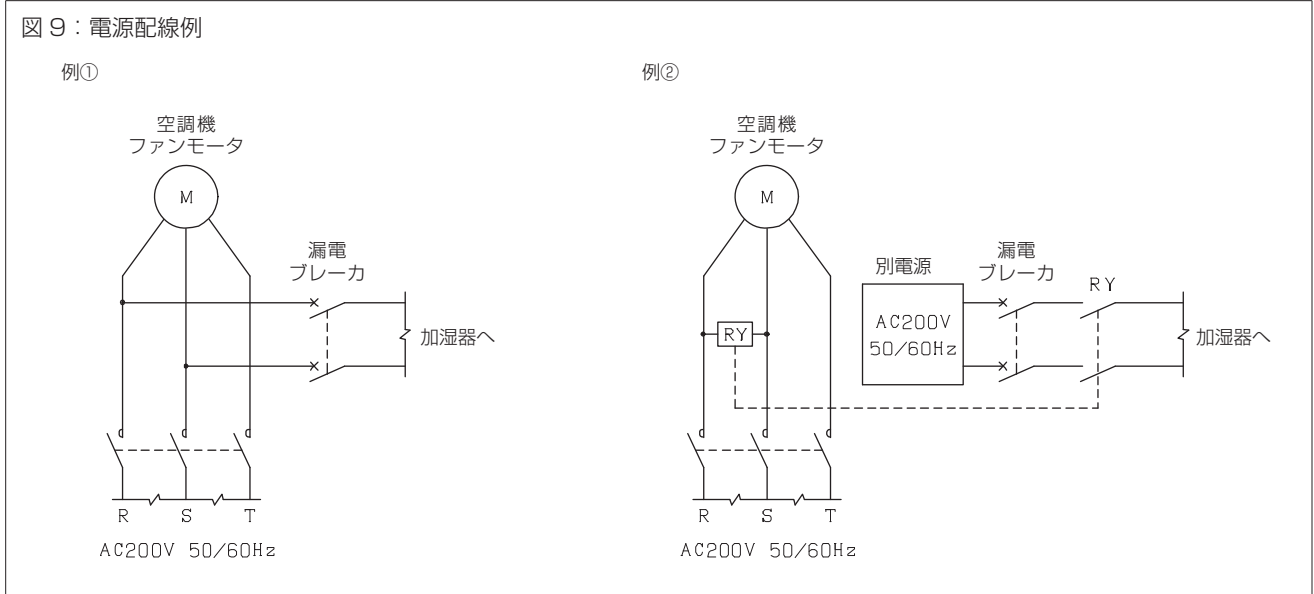 図９：電源配線例
例①
空調機
ファンモータ
M
漏電
ブレーカ
加湿器へ
R S T
AC200V 50/60Hz
例②
空調機
ファンモータ
M
別電源
AC200V
50/60Hz
漏電
ブレーカ
RY
RY
加湿器へ
R S T
AC200V 50/60Hz